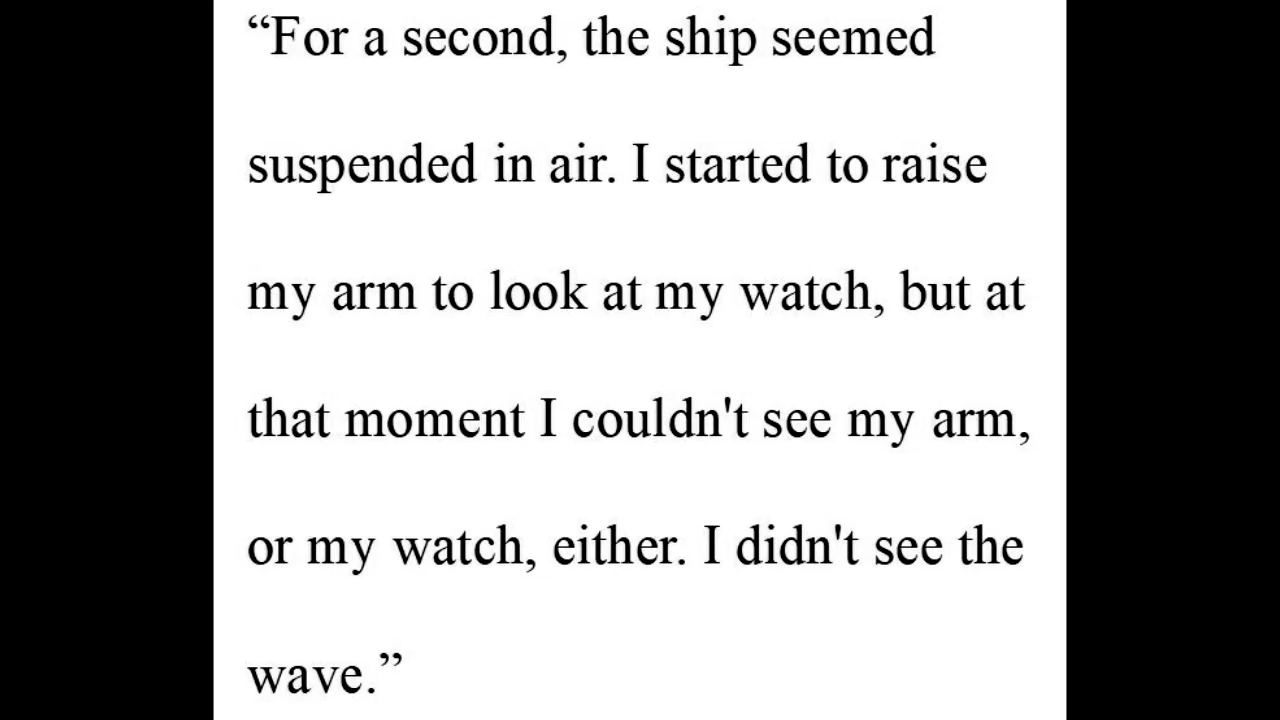 “For a second, the ship seemed
suspended in air. I started to raise
my arm to look at my watch, but at
that moment I couldn't see my arm,
or my watch, either. I didn't see the
wave.”